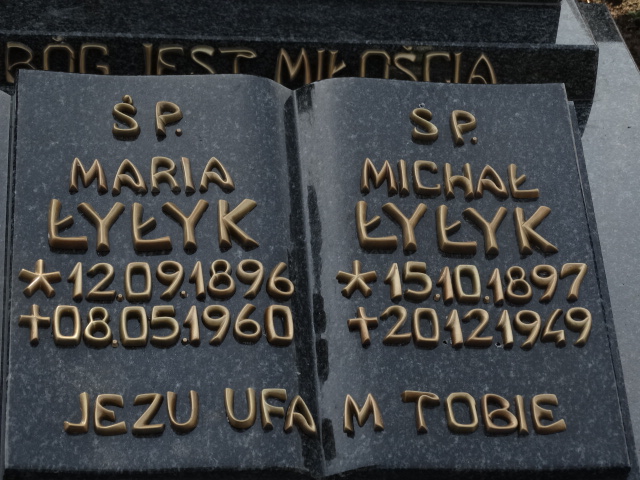 BÓG JEST MIŁOŚCIĄ
Ś P.
MARIA
ŁYŁYK
*12.09.1896
+08.05.1960
Ś P.
MICHAŁ
ŁYŁYK
*15.10.1897
+20.12.1949
JEZU UFAM TOBIE